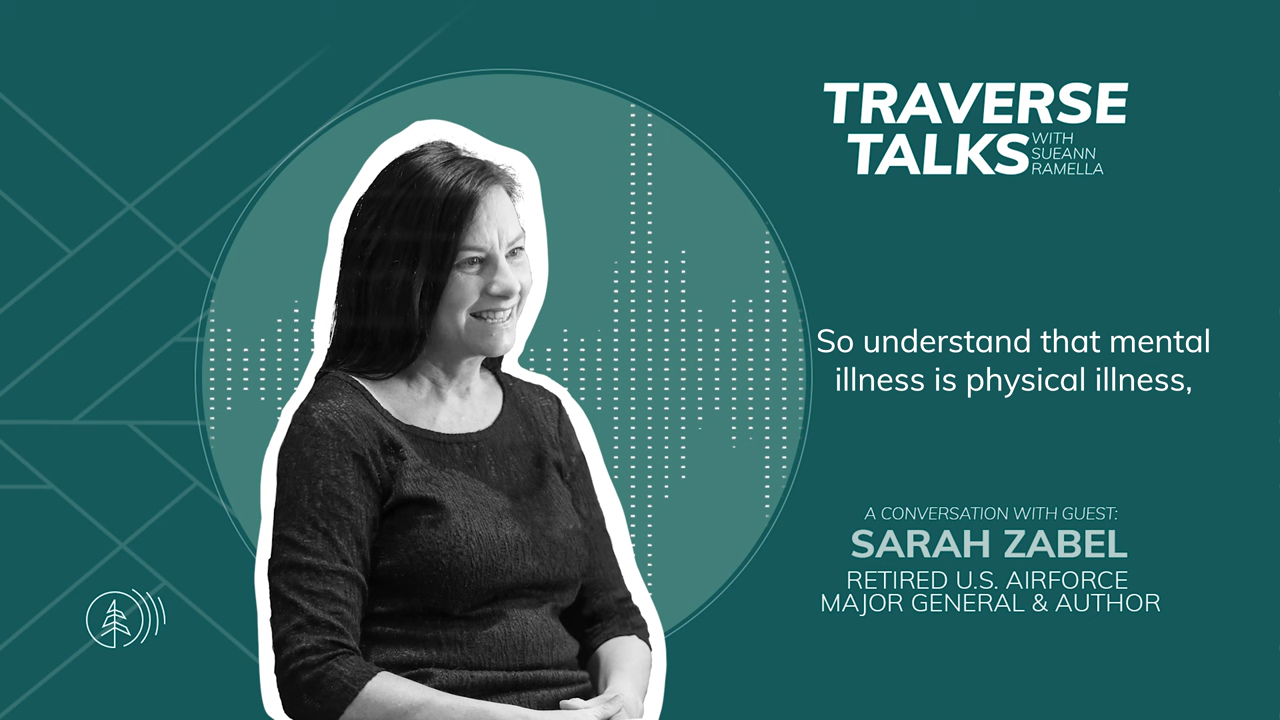 TRAVERSE
TALKS
WITH
SUEANN
RAMELLA
So understand that mental
illness is physical illness,
A CONVERSATION WITH GUEST:
SARAH ZABEL
RETIRED U.S. AIRFORCE
MAJOR GENERAL & AUTHOR